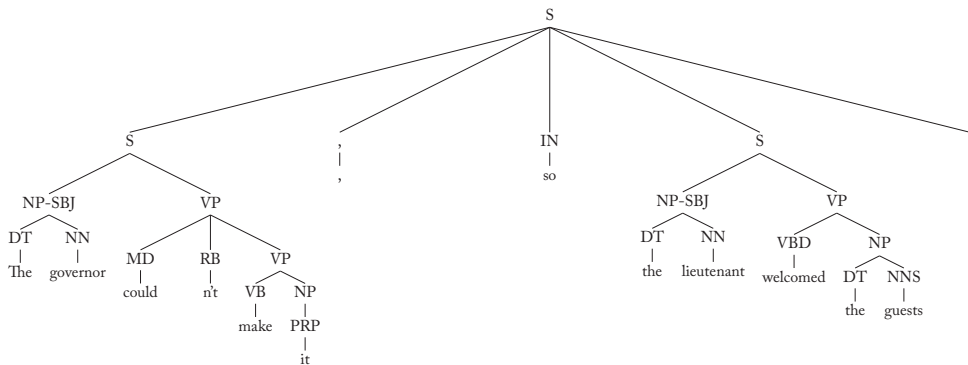 S
S , IN S
, so
NP-SBJ VP NP-SBJ VP
DT NN MD RB VP DT NN VBD NP
The governor could n't VB NP the lieutenant welcomed DT NNS
make PRP the guests
it